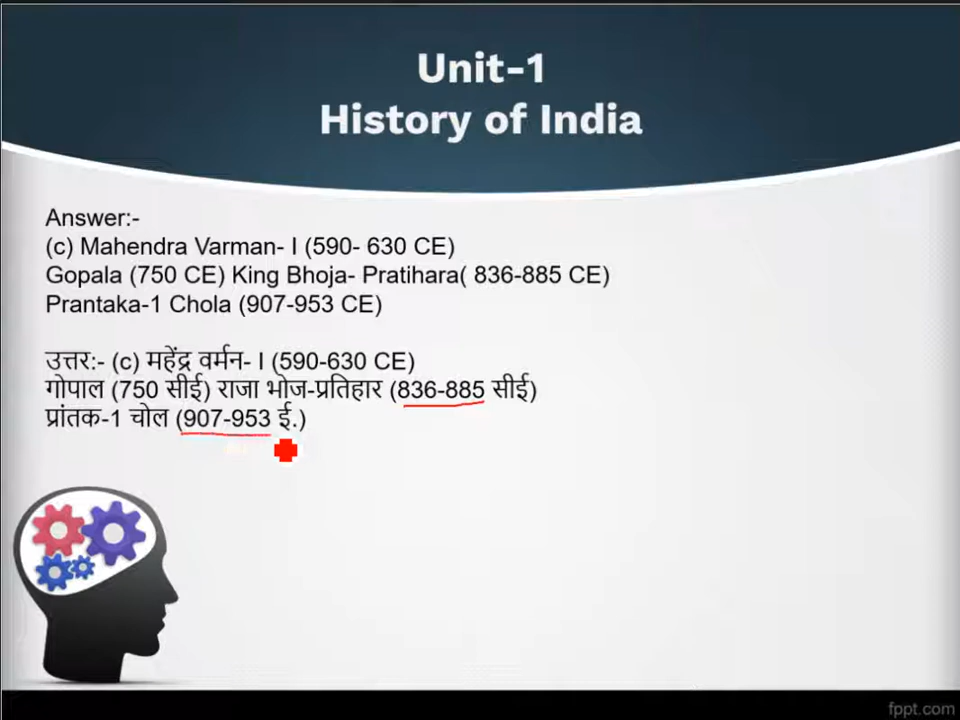 Unit-1
History of India
Answer:-
(c) Mahendra Varman- I (590- 630 CE)
Gopala (750 CE) King Bhoja- Pratihara( 836-885 CE)
Prantaka-1 Chola (907-953 CE)
उत्तर:- (c) महेंद्र वर्मन- I (590-630 CE)
गोपाल (750 सीई) राजा भोज-प्रतिहार (836-885 सीई)
प्रांतक-1 चोल (907-953 ई.)
fppt.com